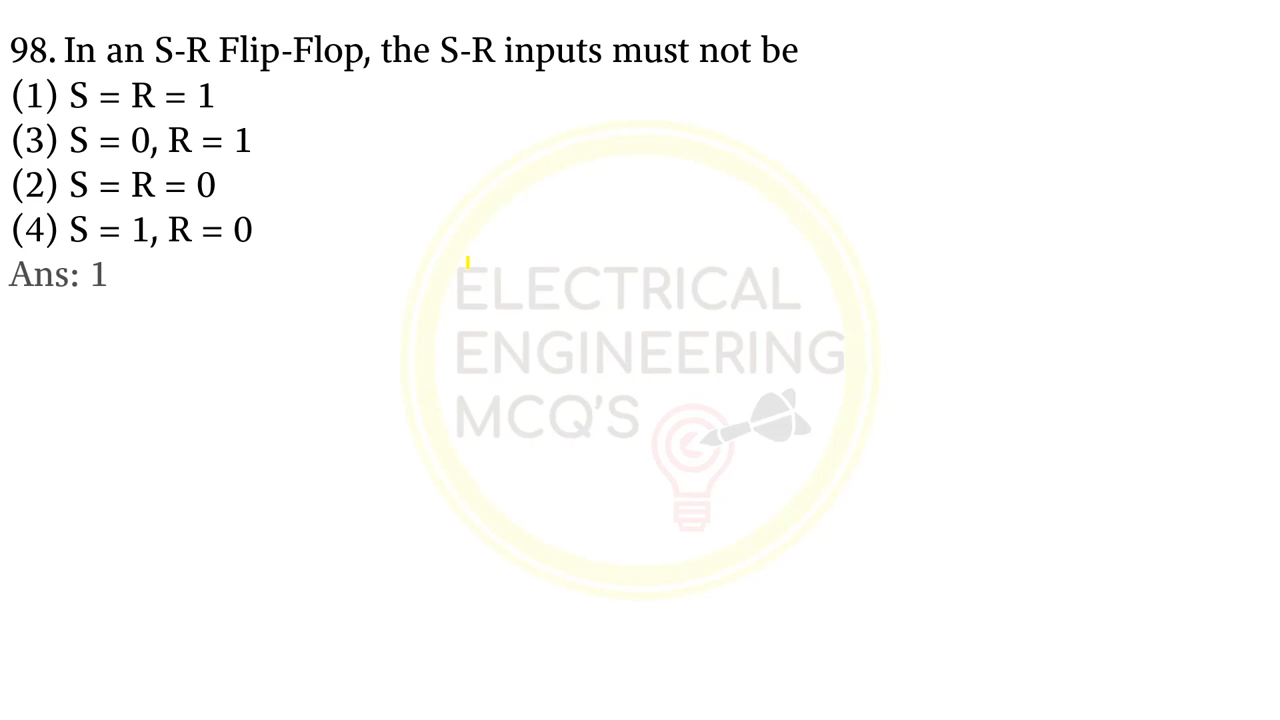 98. In an S-R Flip-Flop, the S-R inputs must not be
(1) S = R = 1
(3) S = 0, R = 1
(2) S = R = 0
(4) S = 1, R = 0
Ans: 1
ELECTRICAL
ENGINEERING
MCQ'S